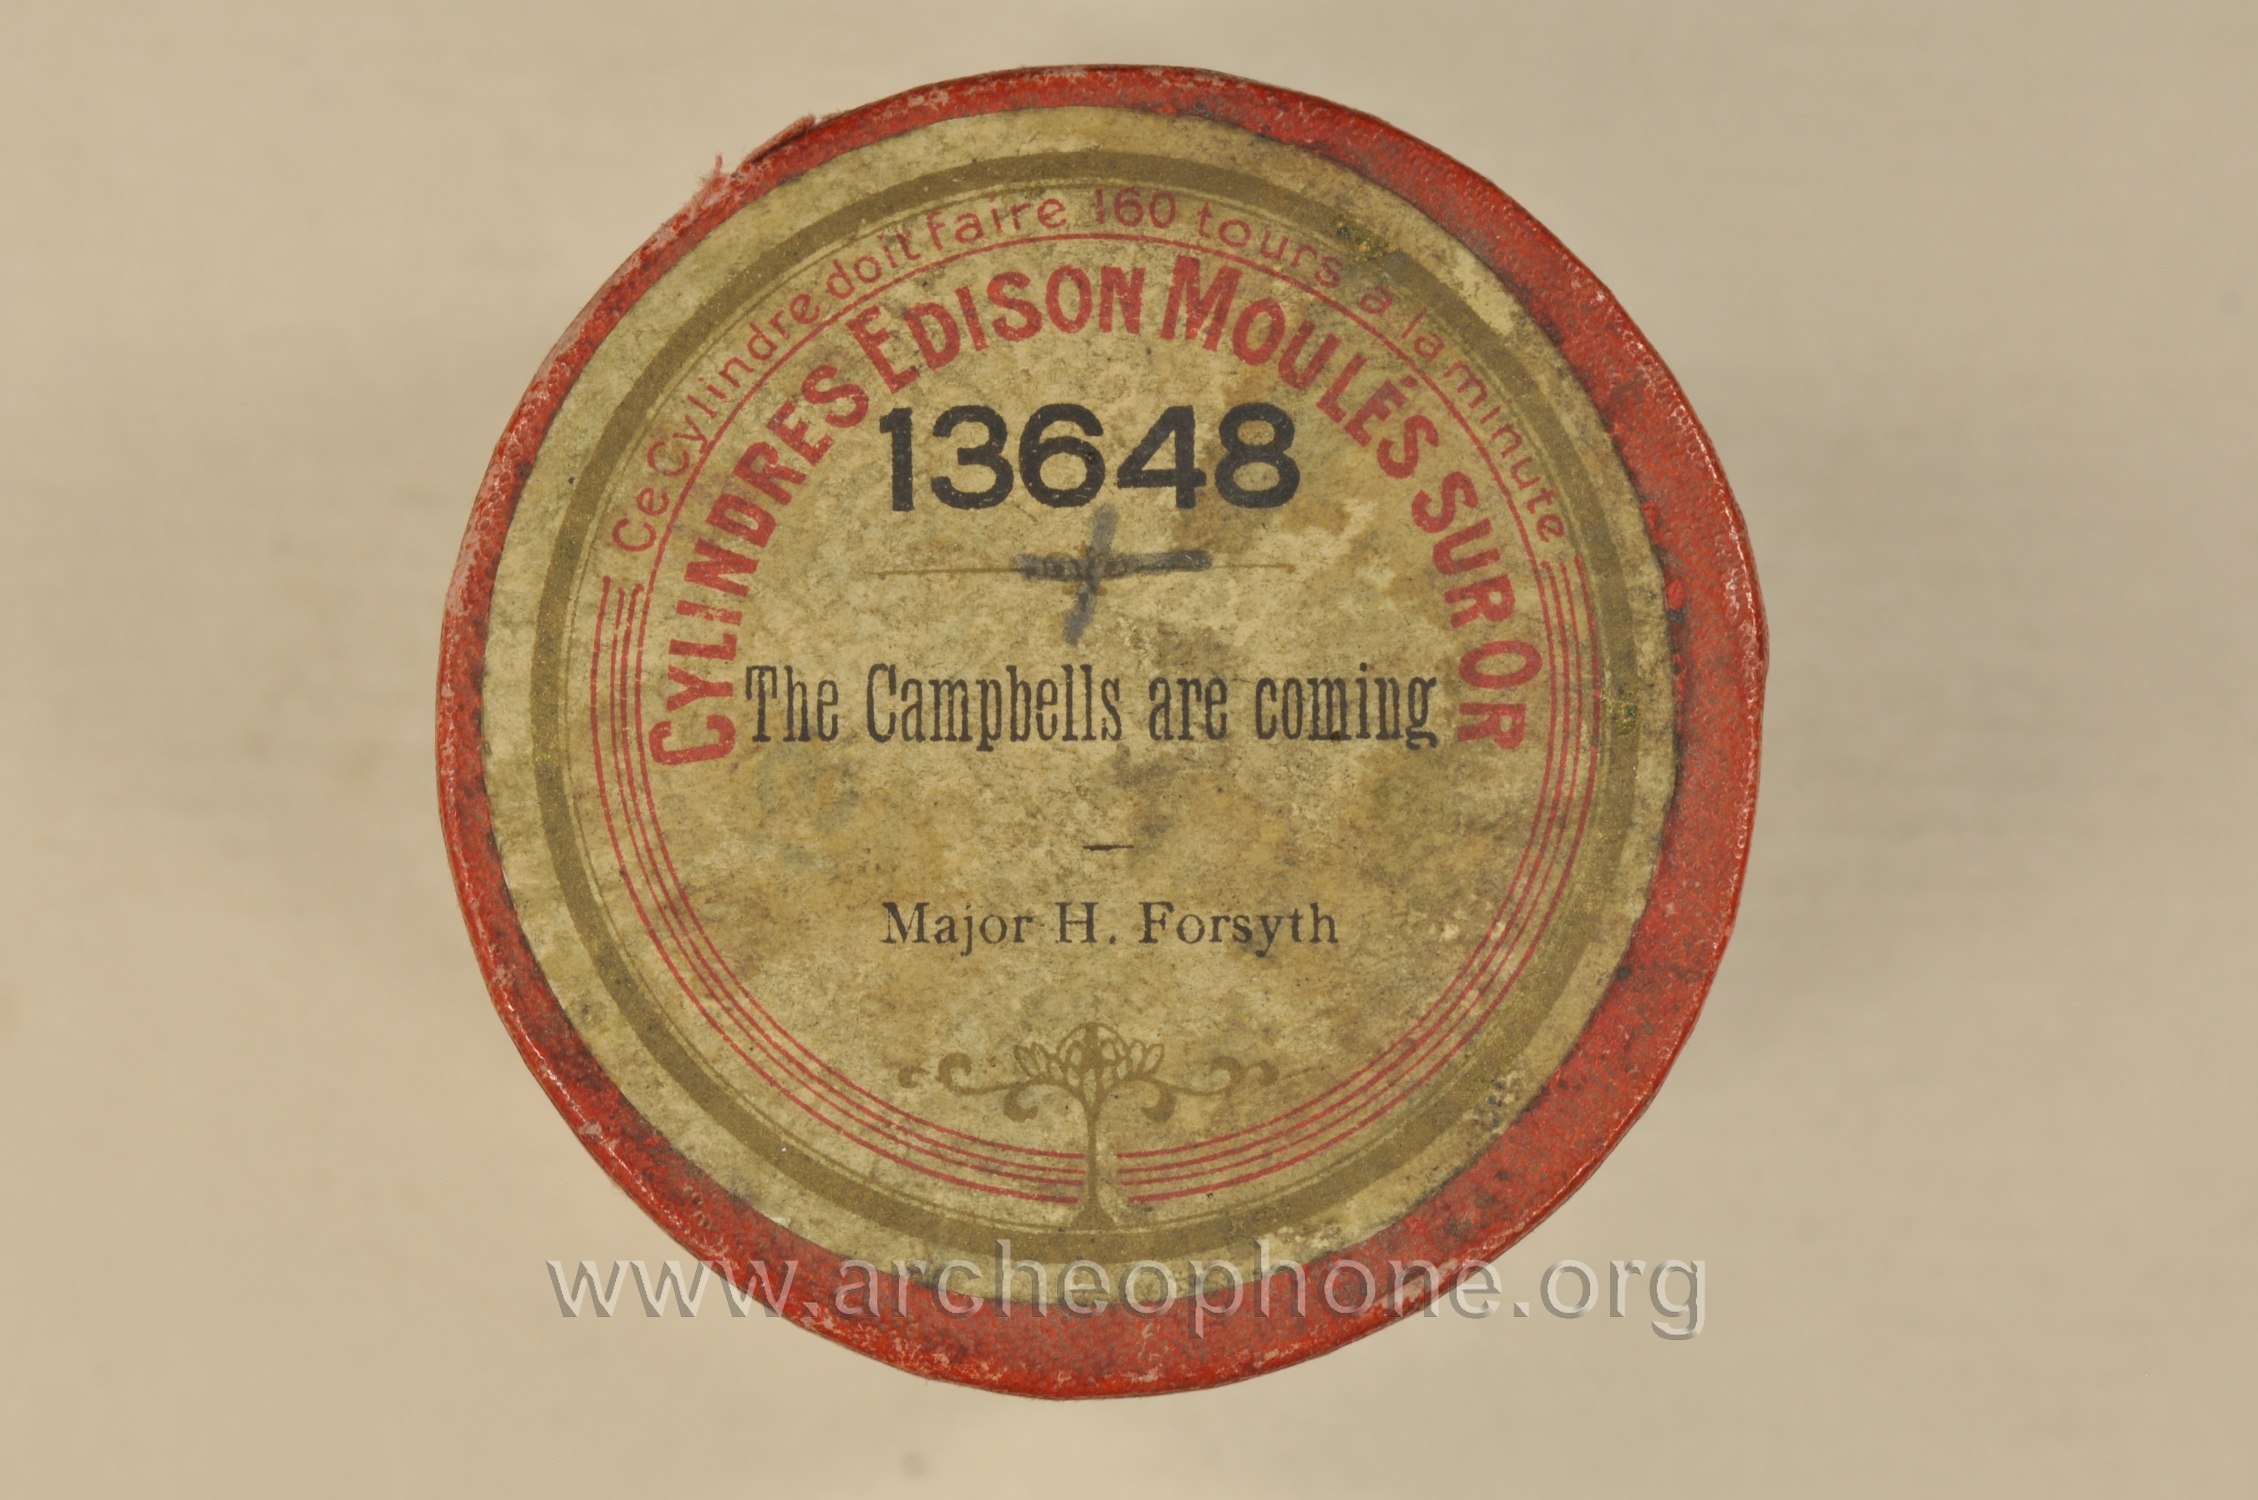 Ce Cylindre doit faire 160 tours a la minute
CYLINDRES EDISON MOULÉS SUR OR
13648
The Campbells are coming
Major H. Forsyth
www.archeophone.org